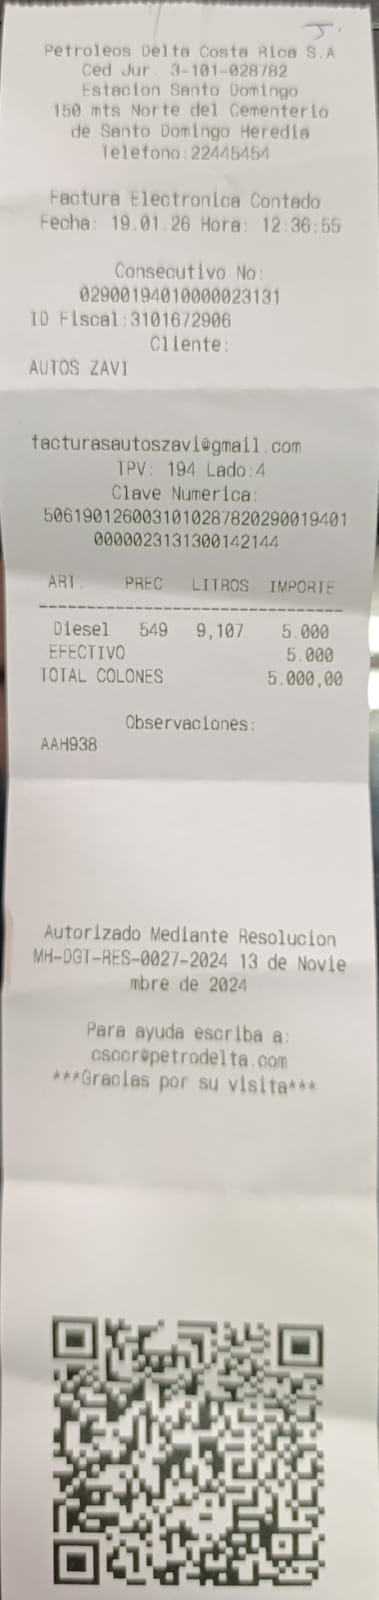 J.
Petroleos Delta Costa Rica S.A
Ced Jur. 3-101-028782
Estacion Santo Domingo
150 mts Norte del Cementerio
de Santo Domingo Heredia
Telefono:22445454
Factura Electronica Contado
Fecha: 19.01.26 Hora: 12:36:55
Consecutivo No:
02900194010000023131
ID Fiscal:3101672906
Cliente:
AUTOS ZAVI
facturasautoszavi@gmail.com
TPV: 194 Lado:4
Clave Numerica:
506190126003101028782029001940​1
0000023131300142144
ART. PREC LITROS IMPORTE
--------------------------------
Diesel 549 9,107 5.000
EFECTIVO 5.000
TOTAL COLONES 5.000,00
Observaciones:
AAH938
Autorizado Mediante Resolucion
MH-DGT-RES-0027-2024 13 de Novie
mbre de 2024
Para ayuda escriba a:
csccr@petrodelta.com
***Gracias por su visita***